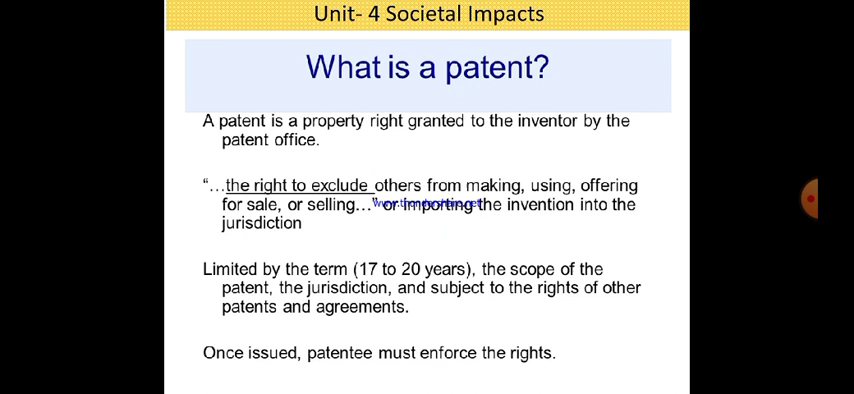 Unit- 4 Societal Impacts
What is a patent?
A patent is a property right granted to the inventor by the
patent office.
“…the right to exclude others from making, using, offering
for sale, or selling…” or importing the invention into the
jurisdiction
Limited by the term (17 to 20 years), the scope of the
patent, the jurisdiction, and subject to the rights of other
patents and agreements.
Once issued, patentee must enforce the rights.